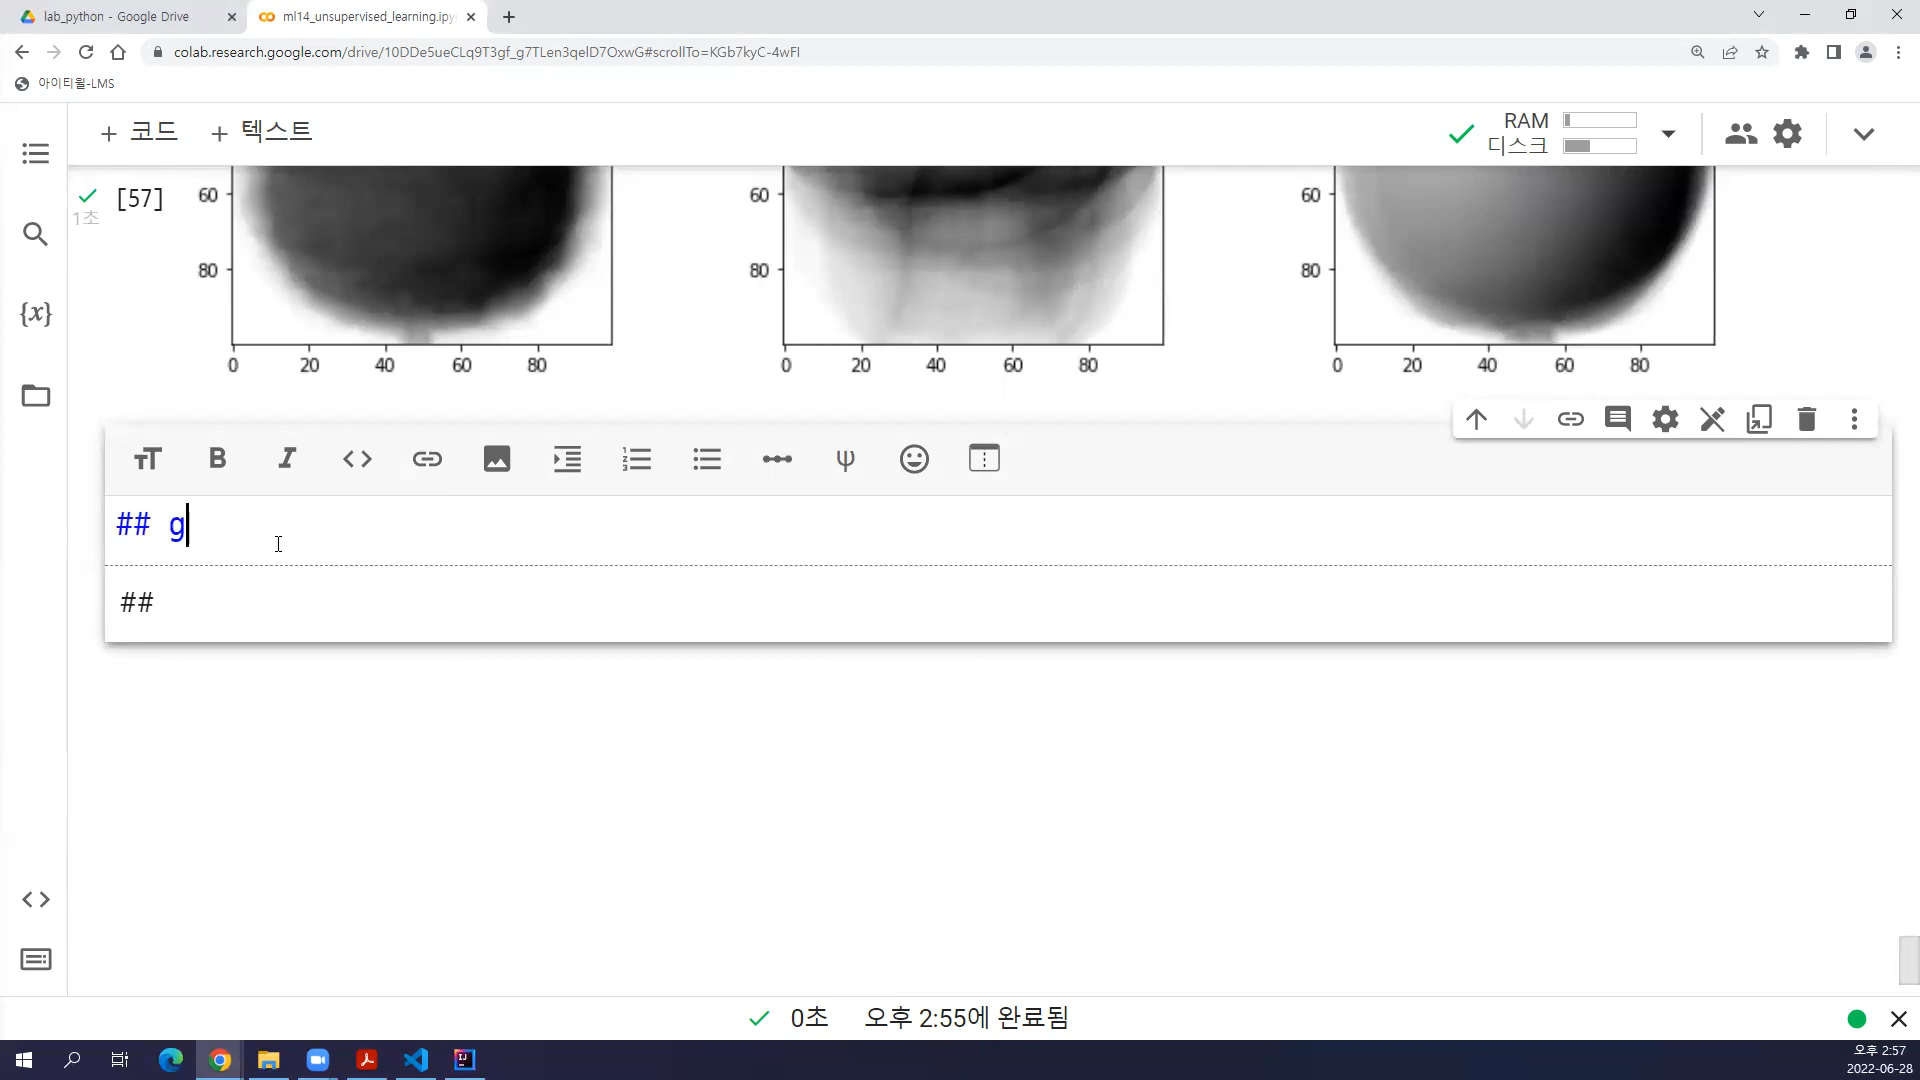 lab_python - Google Drive
ml14_unsupervised_learning.ipy
colab.research.google.com/drive/10DDe5ueCLq9T3gf_g7TLen3qelD7OxwG#scrollTo=KGb7kyC-4wFI
아이티윌-LMS
+ 코드 + 텍스트
RAM
디스크
[57]
1초
60 60 60
80 80 80
0 20 40 60 80 0 20 40 60 80 0 20 40 60 80
## g
##
0초 오후 2:55에 완료됨
오후 2:57
2022-06-28